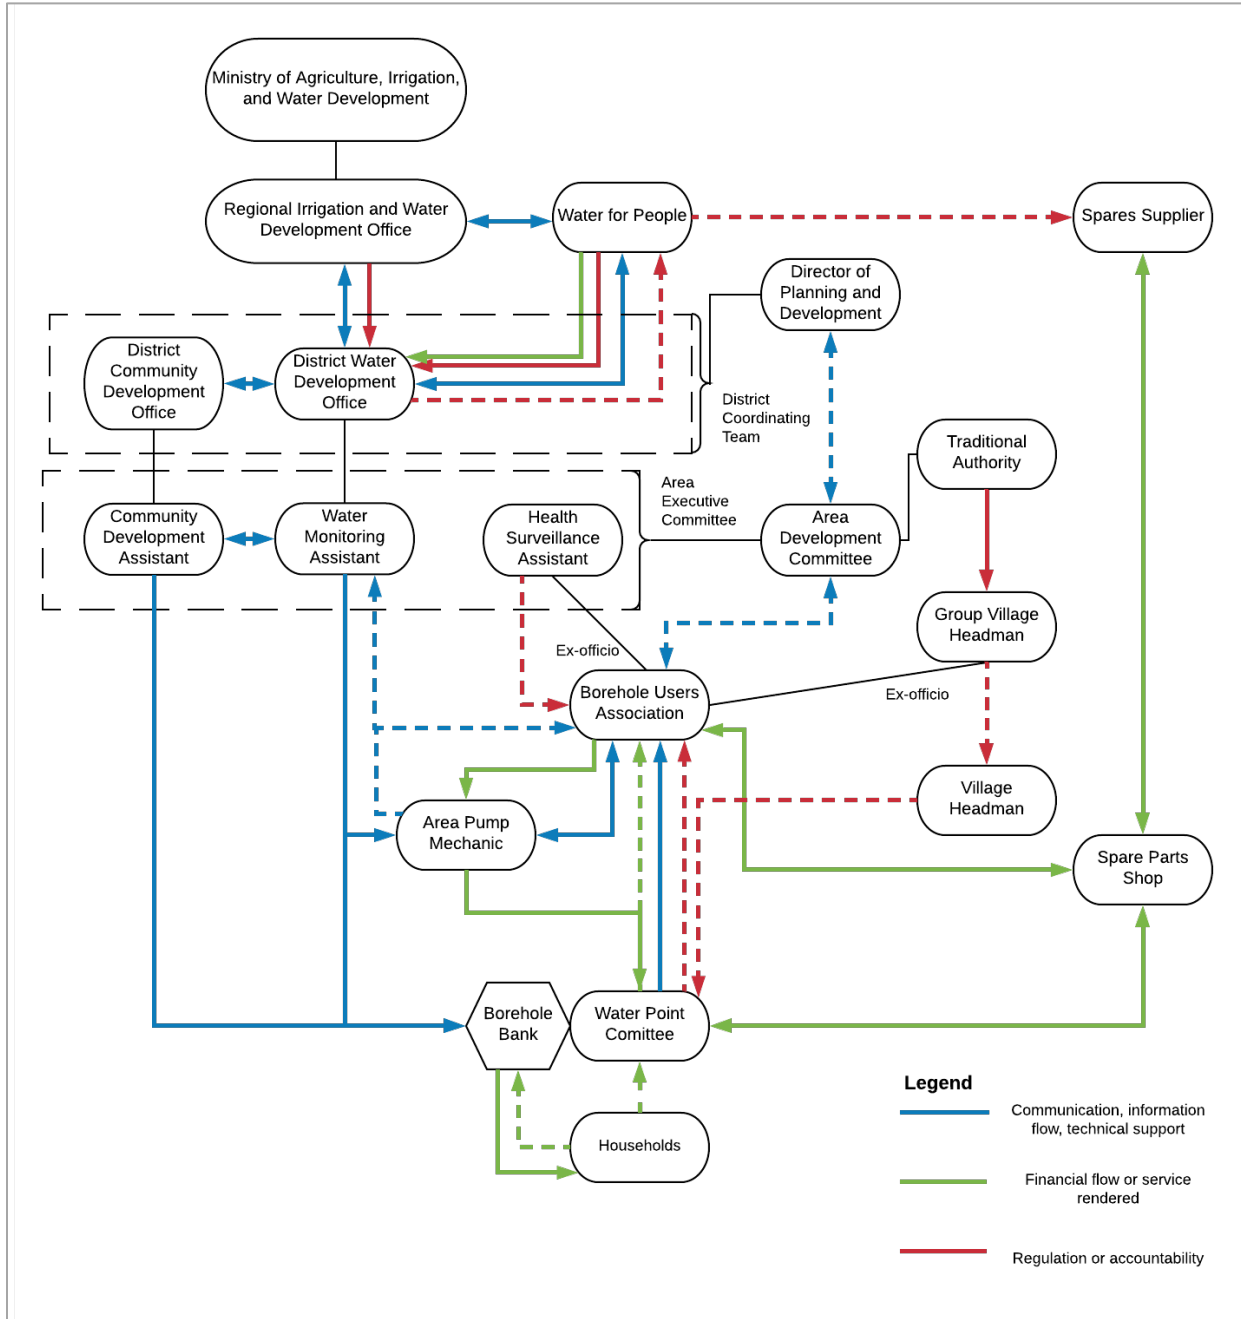 Ministry of Agriculture, Irrigation,
and Water Development
Regional Irrigation and Water
Development Office
Water for People
Spares Supplier
Director of
Planning and
Development
District
Community
Development
Office
District Water
Development
Office
District
Coordinating
Team
Traditional
Authority
Area
Executive
Committee
Community
Development
Assistant
Water
Monitoring
Assistant
Health
Surveillance
Assistant
Area
Development
Committee
Group Village
Headman
Ex-officio
Borehole Users
Association
Ex-officio
Village
Headman
Area Pump
Mechanic
Spare Parts
Shop
Borehole
Bank
Water Point
Comittee
Households
Legend
Communication, information
flow, technical support
Financial flow or service
rendered
Regulation or accountability